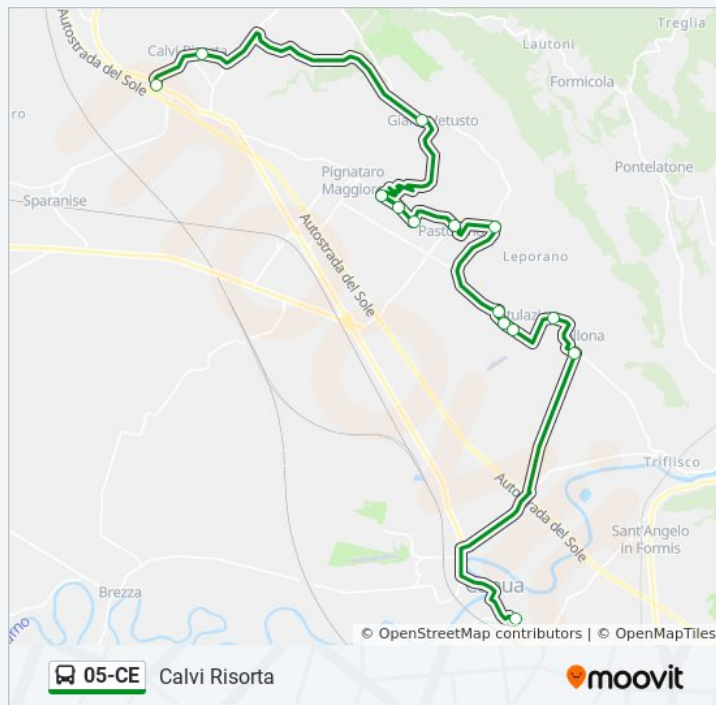 Treglia
Autostrada del Sole
Calvi Risorta
Lautoni
Formicola
Giano Vetusto
Pontelatone
Pignataro
Maggiore
Sparanise
Autostrada del Sole
Leporano
Triflisco
Autostrada del Sole
Sant'Angelo
in Formis
Brezza
© OpenStreetMap contributors | © OpenMapTiles
05-CE
Calvi Risorta
moovit